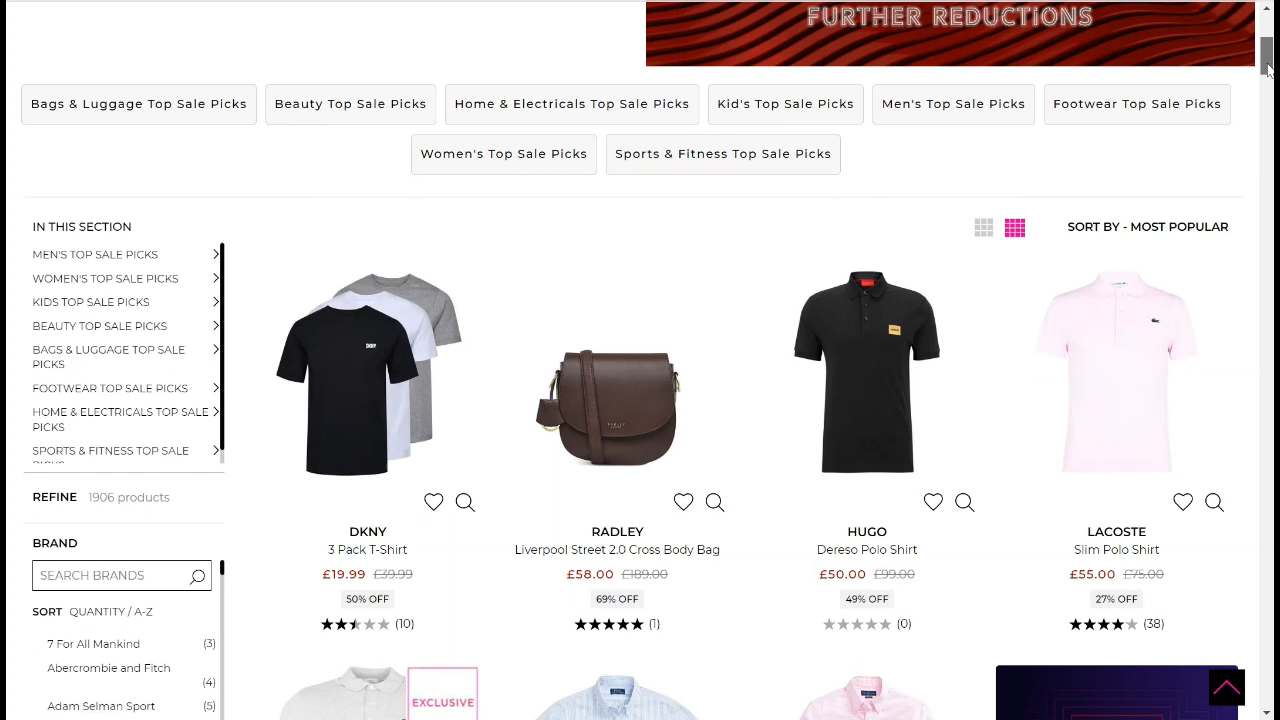 FURTHER REDUCTIONS
Bags & Luggage Top Sale Picks
Beauty Top Sale Picks
Home & Electricals Top Sale Picks
Kid's Top Sale Picks
Men's Top Sale Picks
Footwear Top Sale Picks
Women's Top Sale Picks
Sports & Fitness Top Sale Picks
IN THIS SECTION
SORT BY - MOST POPULAR
MEN'S TOP SALE PICKS
WOMEN'S TOP SALE PICKS
KIDS TOP SALE PICKS
BEAUTY TOP SALE PICKS
BAGS & LUGGAGE TOP SALE
PICKS
FOOTWEAR TOP SALE PICKS
HOME & ELECTRICALS TOP SALE
PICKS
SPORTS & FITNESS TOP SALE
PICKS
REFINE 1906 products
BRAND
SEARCH BRANDS
SORT QUANTITY / A-Z
7 For All Mankind (3)
Abercrombie and Fitch
(4)
Adam Selman Sport (5)
DKNY
DKNY
3 Pack T-Shirt
£19.99 £39.99
50% OFF
(10)
RADLEY
Liverpool Street 2.0 Cross Body Bag
£58.00 £189.00
69% OFF
(1)
HUGO
Dereso Polo Shirt
£50.00 £99.00
49% OFF
(0)
LACOSTE
Slim Polo Shirt
£55.00 £75.00
27% OFF
(38)
EXCLUSIVE